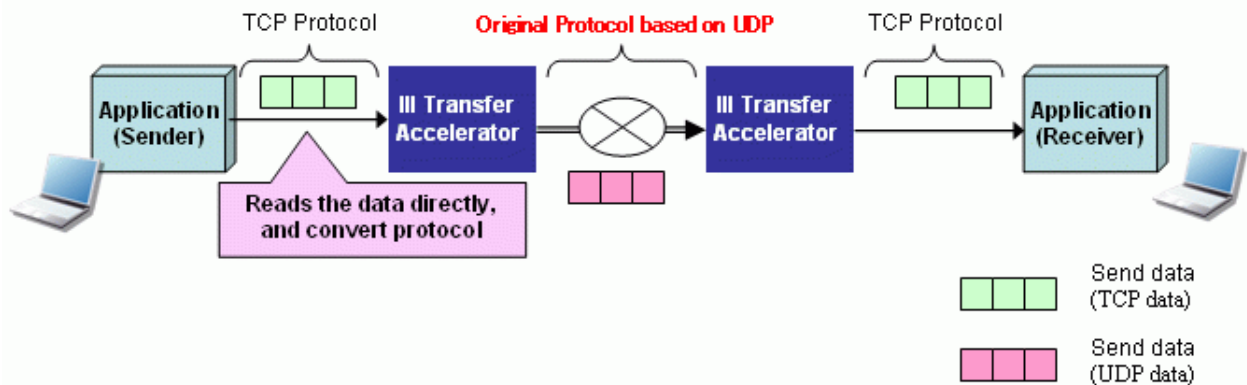 TCP Protocol
Original Protocol based on UDP
TCP Protocol
Application
(Sender)
III Transfer
Accelerator
III Transfer
Accelerator
Application
(Receiver)
Reads the data directly,
and convert protocol
Send data
(TCP data)
Send data
(UDP data)